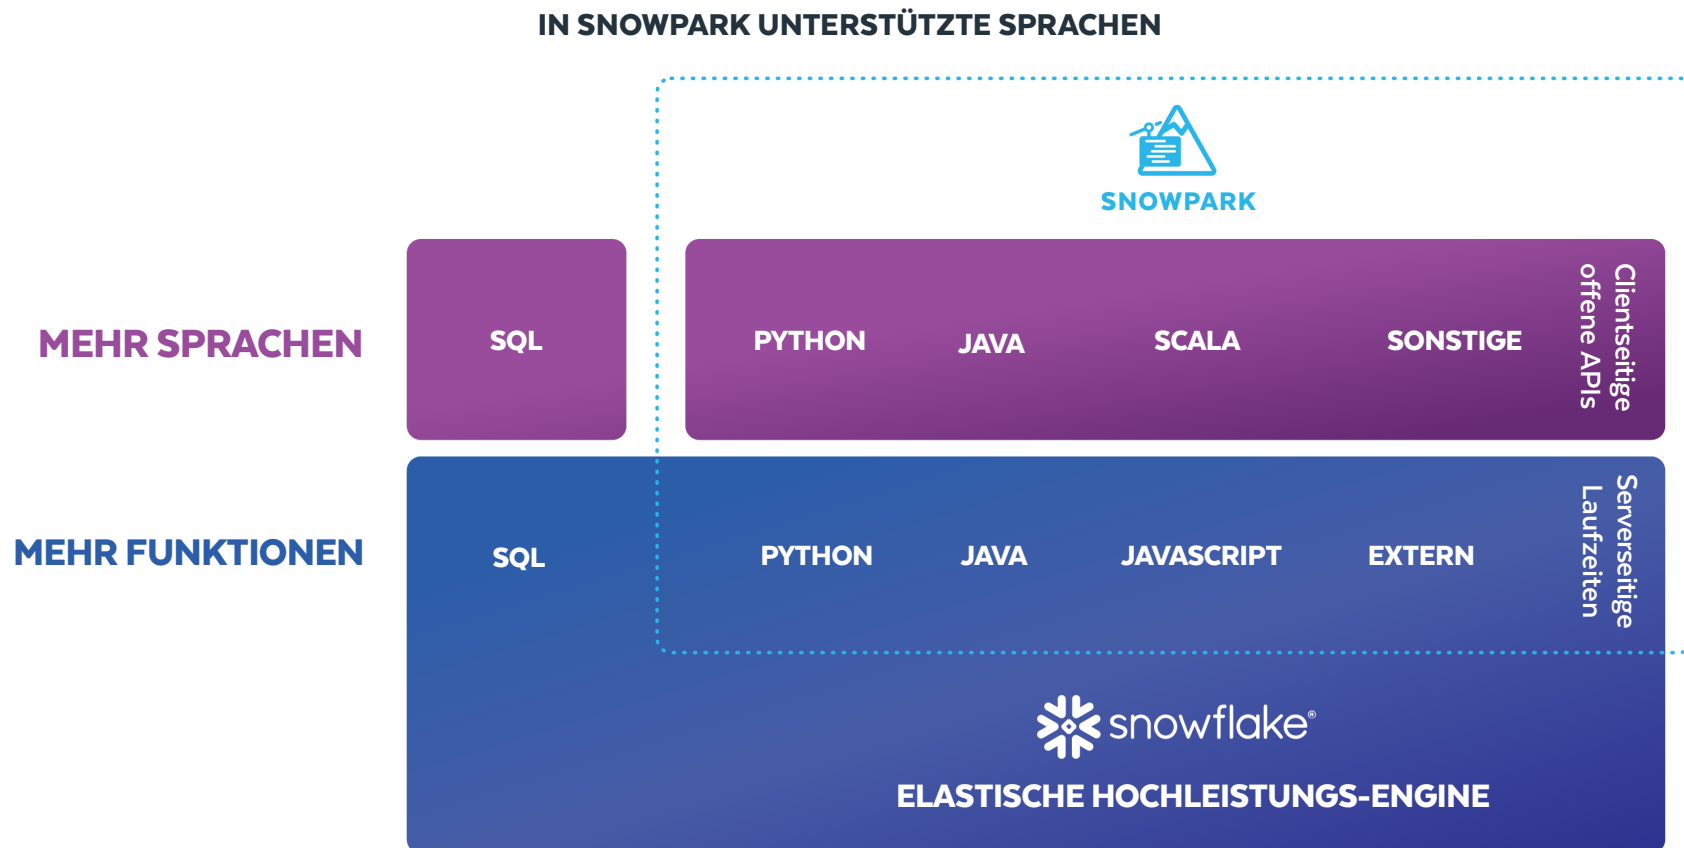 IN SNOWPARK UNTERSTÜTZTE SPRACHEN
SNOWPARK
MEHR SPRACHEN
SQL
PYTHON
JAVA
SCALA
SONSTIGE
Clientseitige
offene APIs
MEHR FUNKTIONEN
SQL
PYTHON
JAVA
JAVASCRIPT
EXTERN
Serverseitige
Laufzeiten
snowflake®
ELASTISCHE HOCHLEISTUNGS-ENGINE